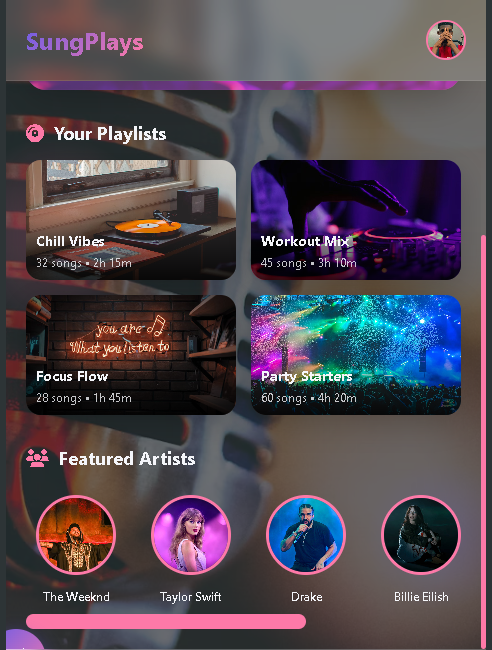 SungPlays
Your Playlists
Chill Vibes
32 songs • 2h 15m
Workout Mix
45 songs • 3h 10m
you are
What you listen to
Focus Flow
28 songs • 1h 45m
Party Starters
60 songs • 4h 20m
Featured Artists
The Weeknd
Taylor Swift
Drake
Billie Eilish